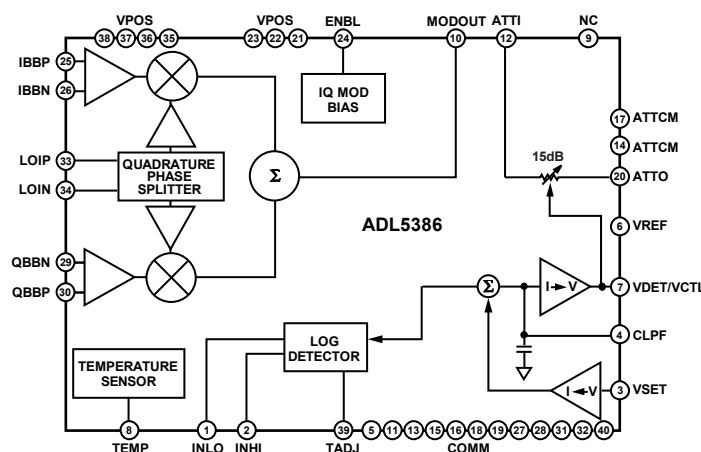 VPOS VPOS ENBL MODOUT ATTI NC
38 37 36 35 23 22 21 24 10 12 9
IBBP 25
IBBN 26
IQ MOD
BIAS
17 ATTCM
14 ATTCM
LOIP 33
LOIN 34
QUADRATURE
PHASE
SPLITTER
Σ
15dB
20 ATTO
ADL5386
6 VREF
QBBN 29
QBBP 30
Σ
I V
7 VDET/VCTL
LOG
DETECTOR
4 CLPF
TEMPERATURE
SENSOR
I V
3 VSET
8 1 2 39 5 11 13 15 16 18 19 27 28 31 32 40
TEMP INLO INHI TADJ COMM